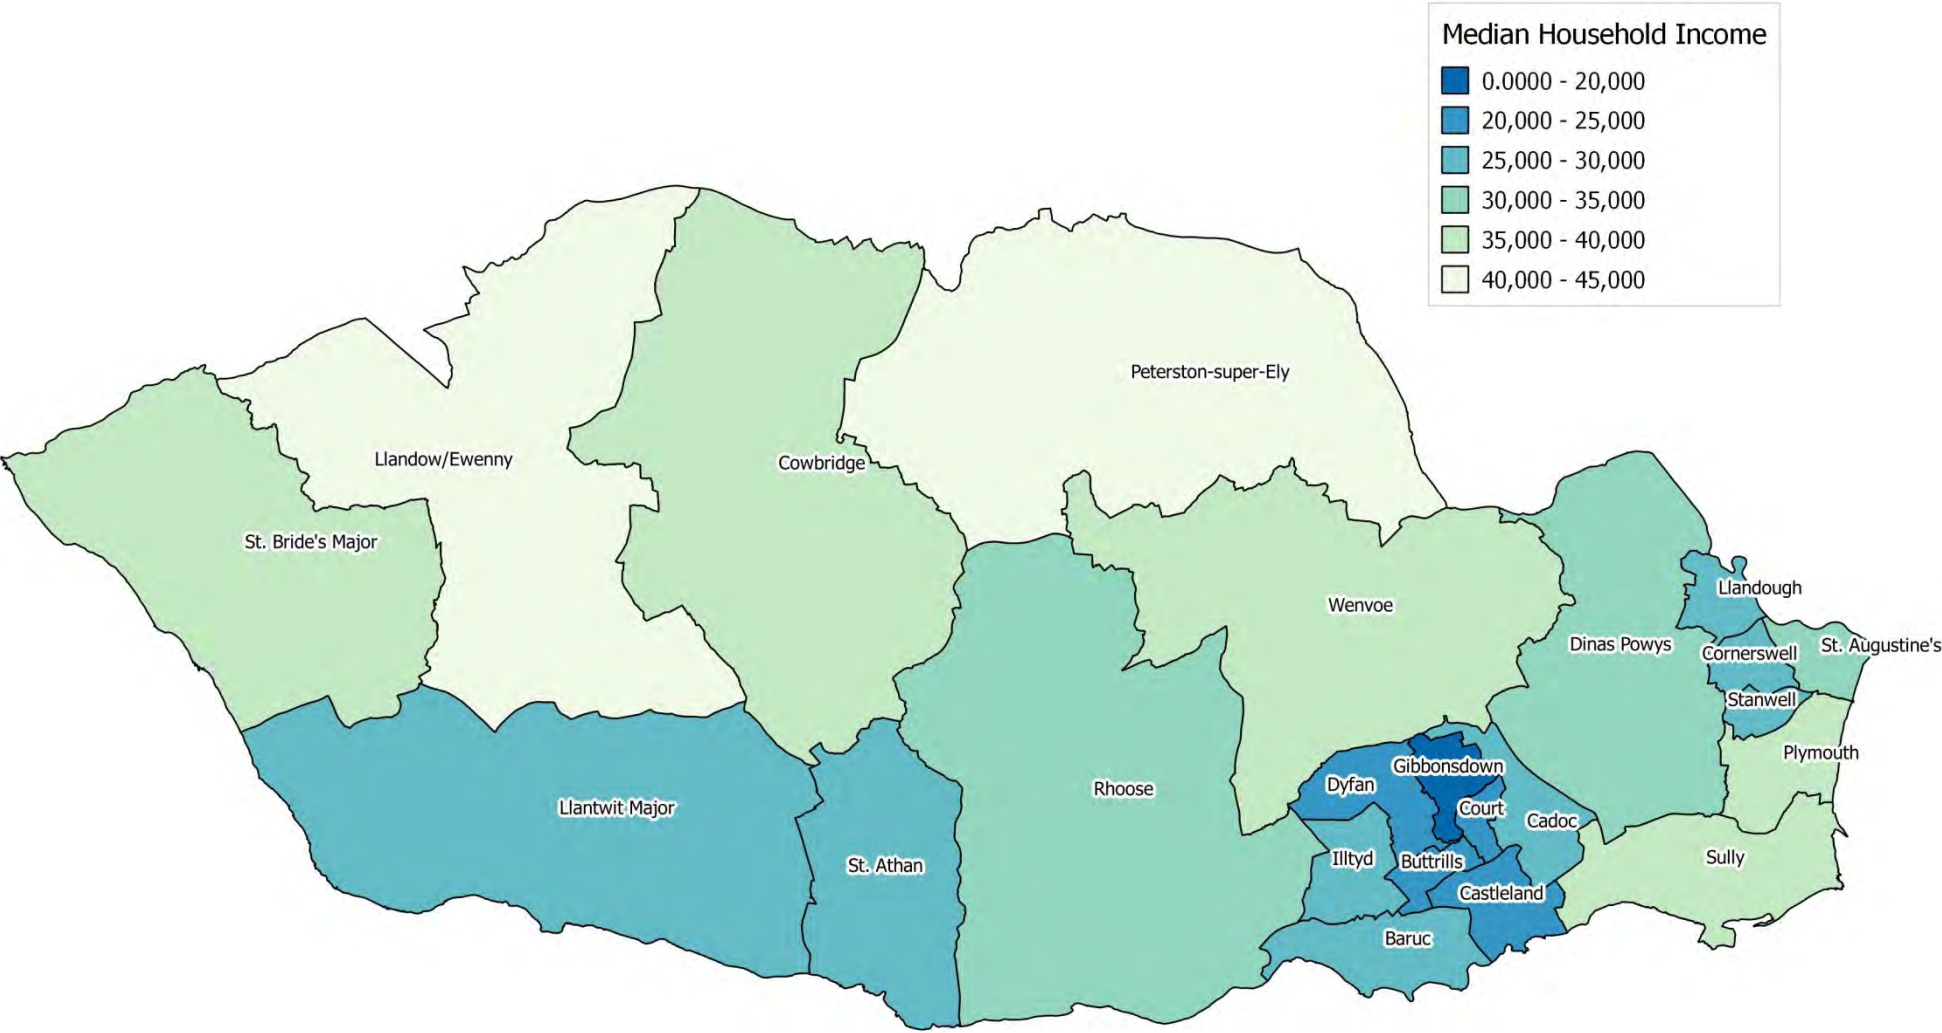 Median Household Income
0.0000 - 20,000
20,000 - 25,000
25,000 - 30,000
30,000 - 35,000
35,000 - 40,000
40,000 - 45,000
Peterston-super-Ely
Llandow/Ewenny
Cowbridge
St. Bride's Major
Llandough
Wenvoe
Dinas Powys
St. Augustine's
Cornerswell
Stanwell
Plymouth
Gibbonsdown
Dyfan
Rhoose
Llantwit Major
Court
Cadoc
St. Athan
Illtyd
Buttrills
Sully
Castleland
Baruc